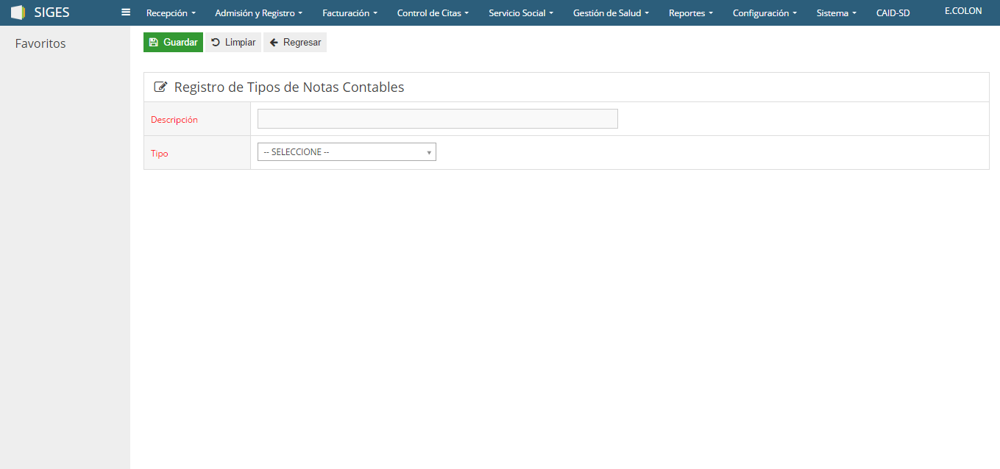 SIGES Recepción Admisión y Registro Facturación Control de Citas Servicio Social Gestión de Salud Reportes Configuración Sistema CAID-SD E.COLON
Favoritos
Guardar Limpiar Regresar
Registro de Tipos de Notas Contables
Descripción
Tipo -- SELECCIONE --